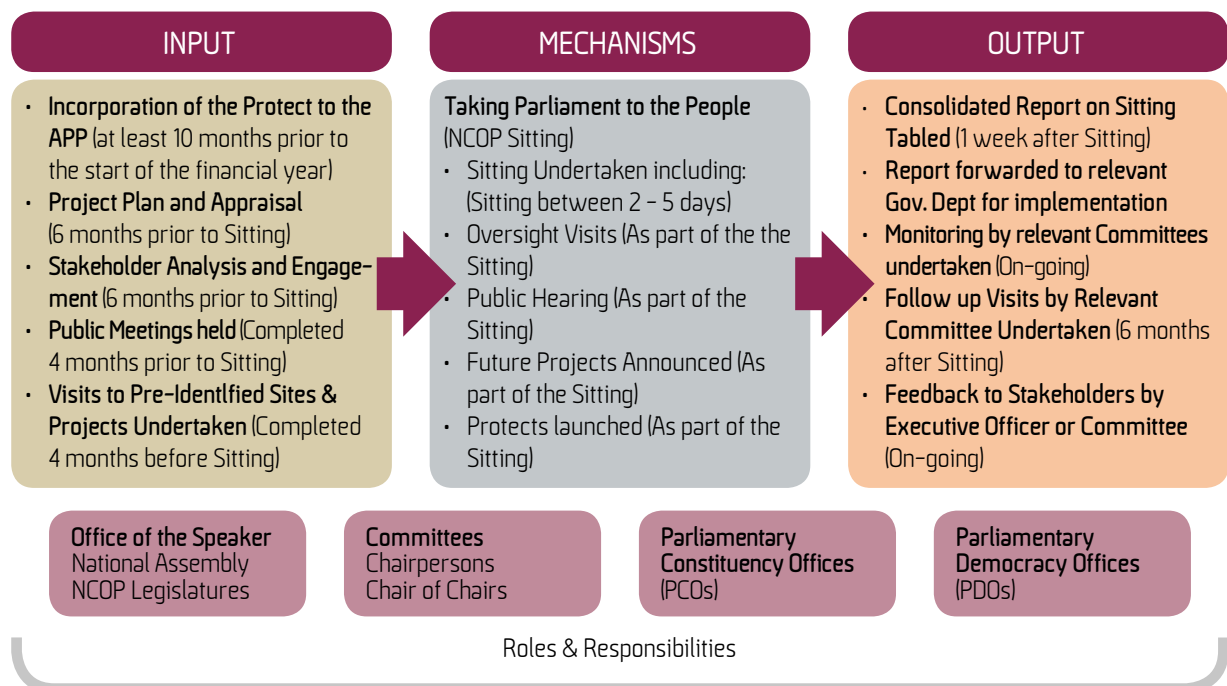 INPUT
• Incorporation of the Protect to the
APP (at least 10 months prior to
the start of the financial year)
• Project Plan and Appraisal
(6 months prior to Sitting)
• Stakeholder Analysis and Engage-
ment (6 months prior to Sitting)
• Public Meetings held (Completed
4 months prior to Sitting)
• Visits to Pre-Identlfied Sites &
Projects Undertaken (Completed
4 months before Sitting)
MECHANISMS
Taking Parliament to the People
(NCOP Sitting)
• Sitting Undertaken including:
(Sitting between 2 – 5 days)
• Oversight Visits (As part of the the
Sitting)
• Public Hearing (As part of the
Sitting)
• Future Projects Announced (As
part of the Sitting)
• Protects launched (As part of the
Sitting)
OUTPUT
• Consolidated Report on Sitting
Tabled (1 week after Sitting)
• Report forwarded to relevant
Gov. Dept for implementation
• Monitoring by relevant Committees
undertaken (On-going)
• Follow up Visits by Relevant
Committee Undertaken (6 months
after Sitting)
• Feedback to Stakeholders by
Executive Officer or Committee
(On-going)
Office of the Speaker
National Assembly
NCOP Legislatures
Committees
Chairpersons
Chair of Chairs
Parliamentary
Constituency Offices
(PCOs)
Parliamentary
Democracy Offices
(PDOs)
Roles & Responsibilities